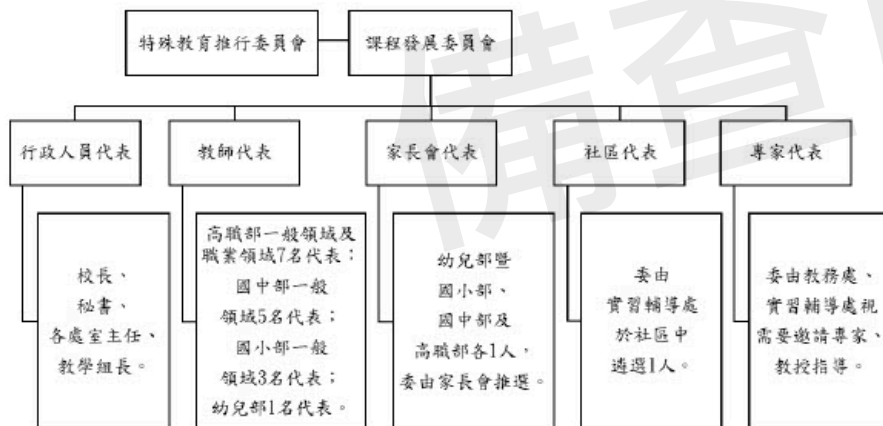 特殊教育推行委員會
課程發展委員會
行政人員代表
教師代表
家長會代表
社區代表
專家代表
校長、
秘書、
各處室主任、
教學組長。
高職部一般領域及
職業領域7名代表；
國中部一般
領域5名代表；
國小部一般
領域3名代表；
幼兒部1名代表。
幼兒部暨
國小部、
國中部及
高職部各1人，
委由家長會推選。
委由
實習輔導處
於社區中
遴選1人。
委由教務處、
實習輔導處視
需要邀請專家、
教授指導。
備查